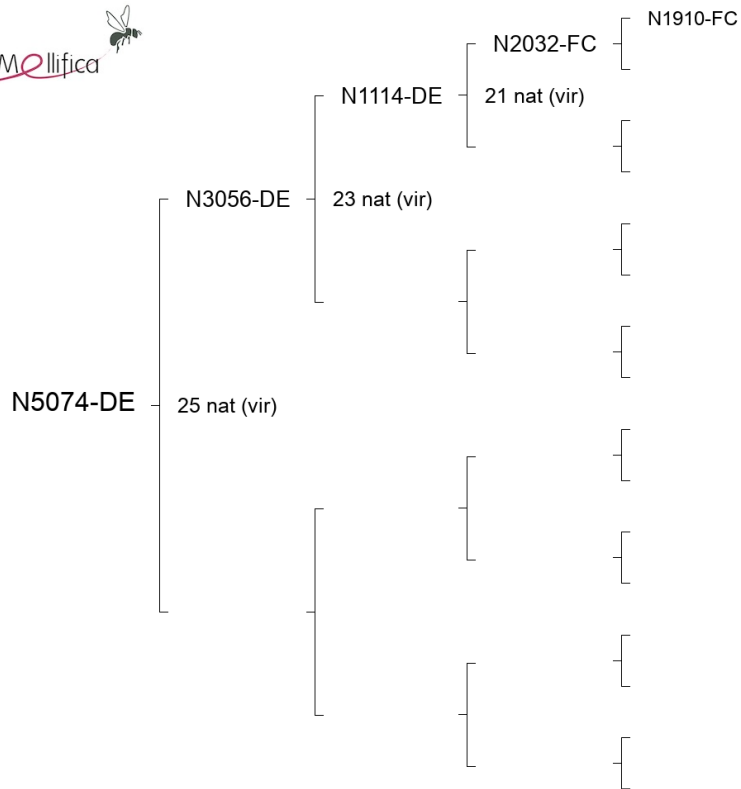 Mellifica
N1910-FC
N2032-FC
N1114-DE
21 nat (vir)
N3056-DE
23 nat (vir)
N5074-DE
25 nat (vir)